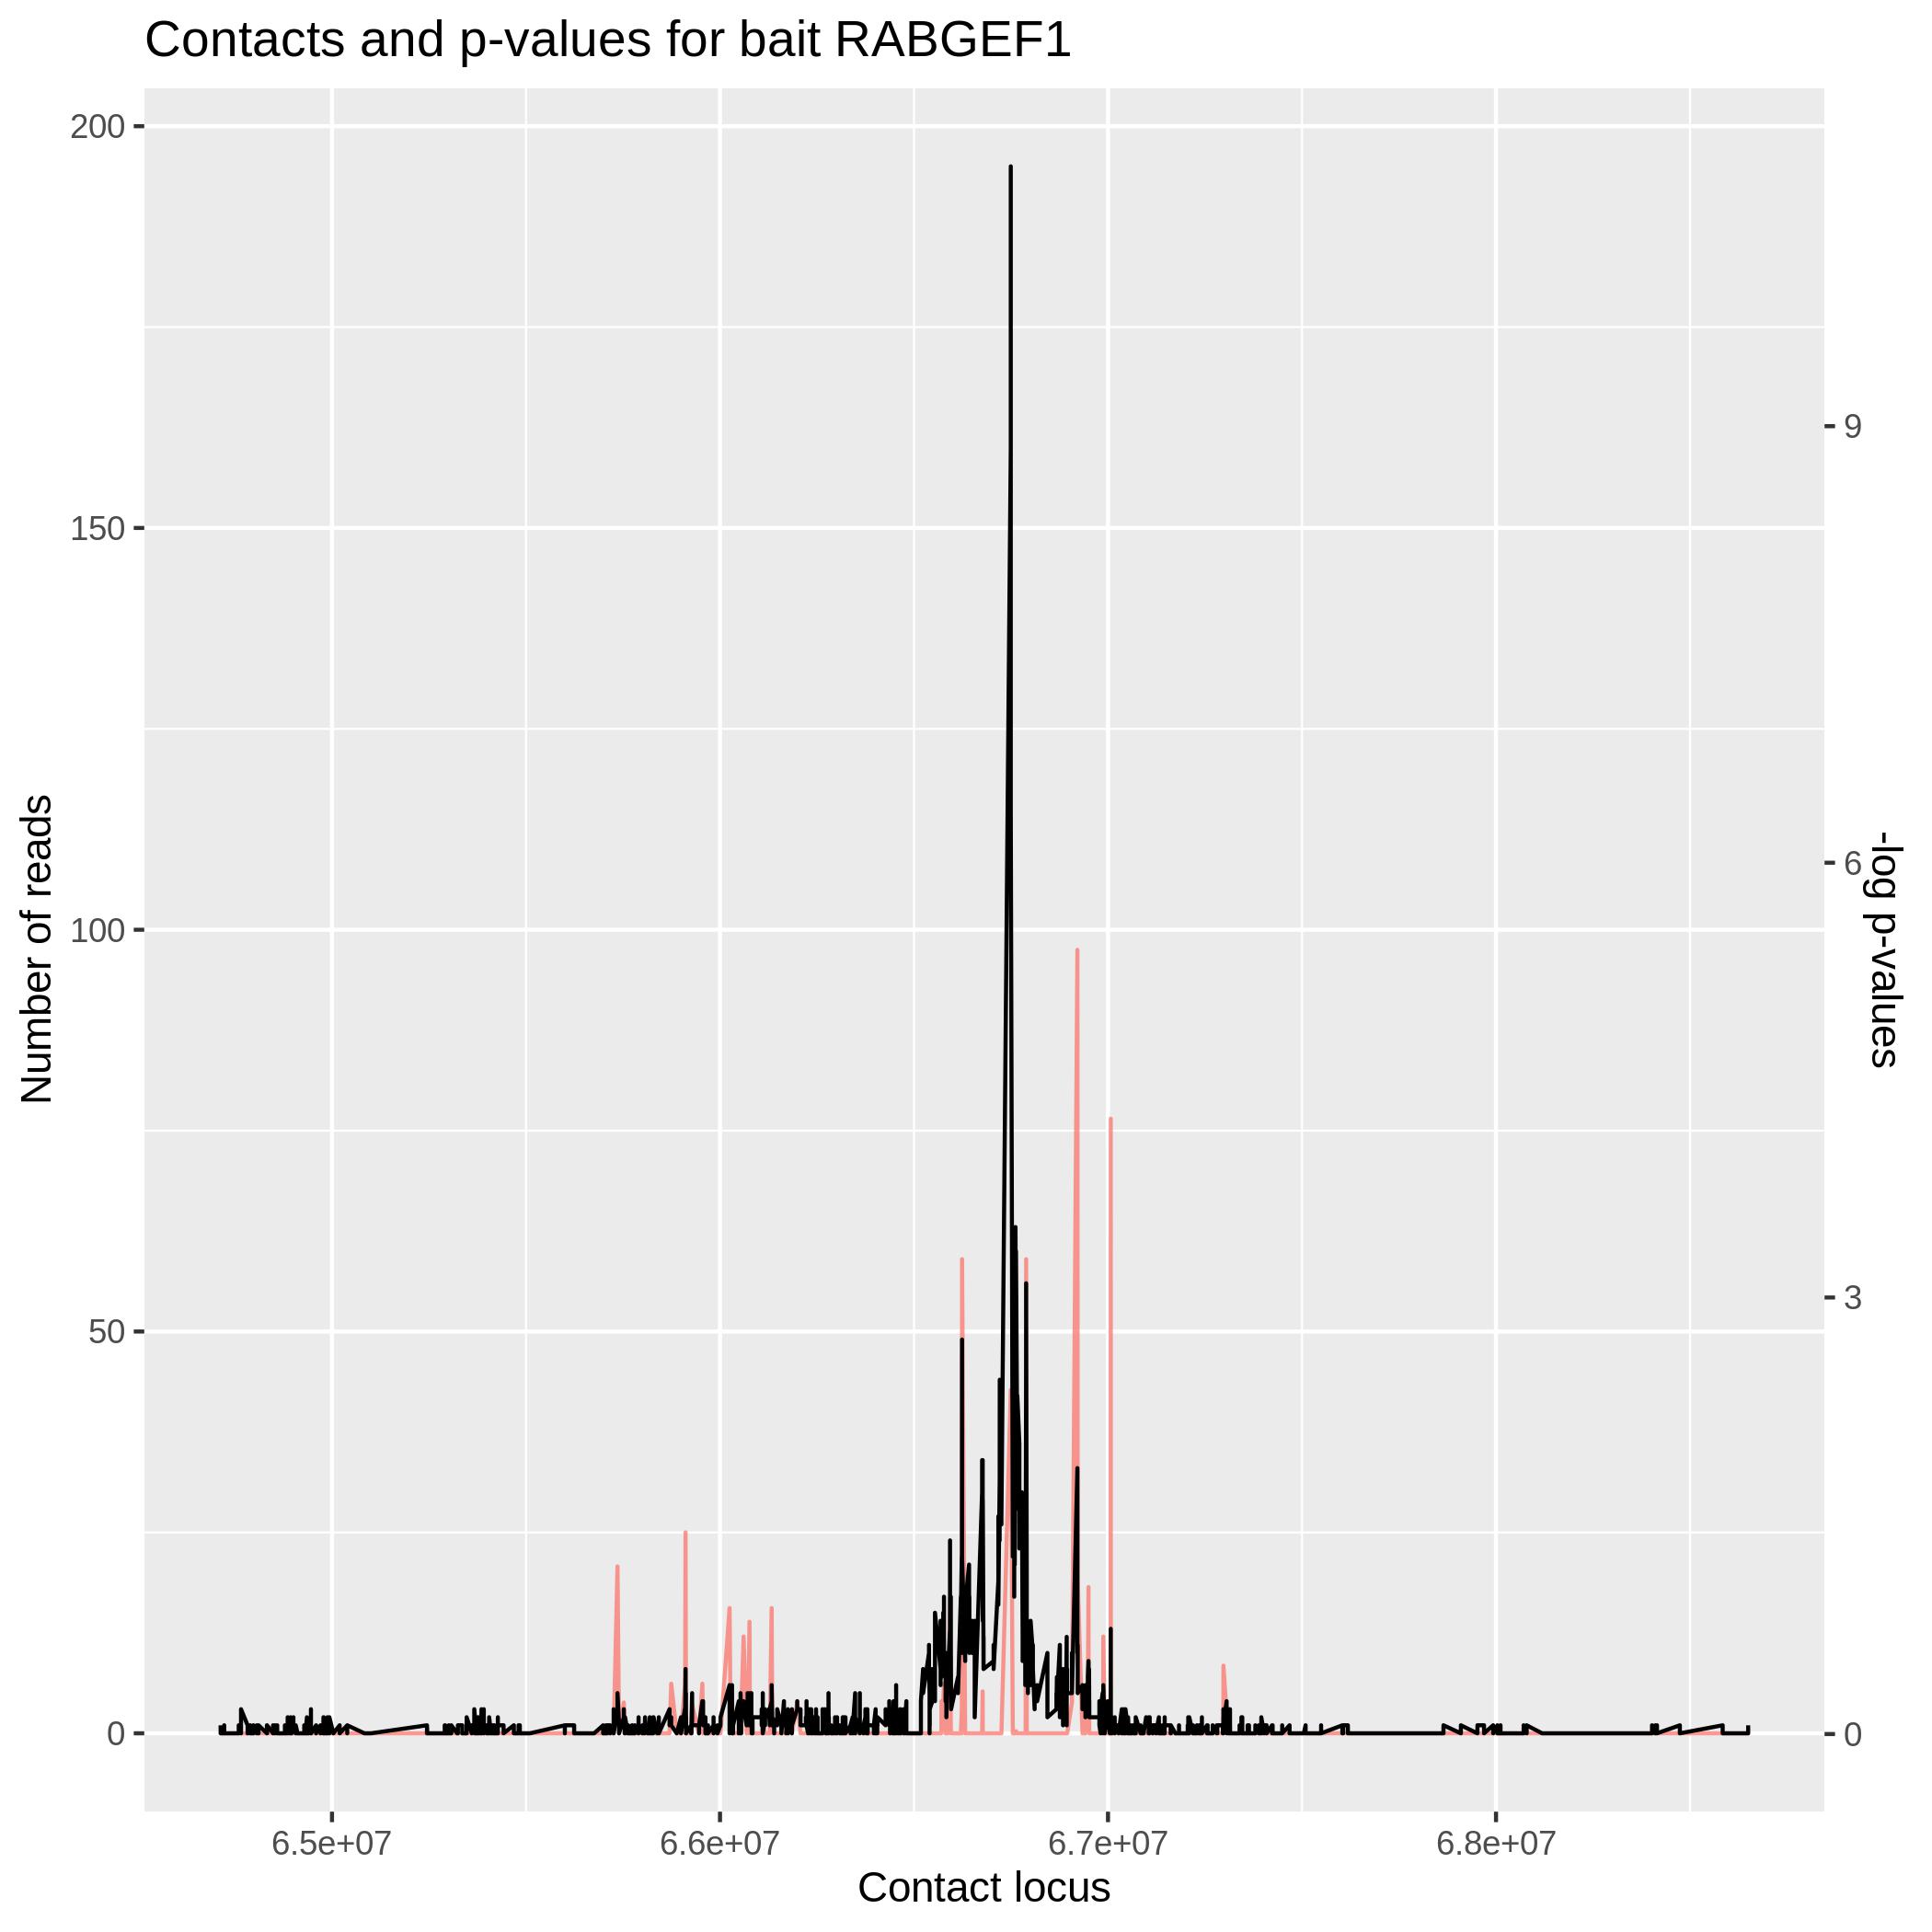 Contacts and p-values for bait RABGEF1
200
150
100
50
0
Number of reads
9
6
3
0
-log p-values
6.5e+07
6.6e+07
6.7e+07
6.8e+07
Contact locus